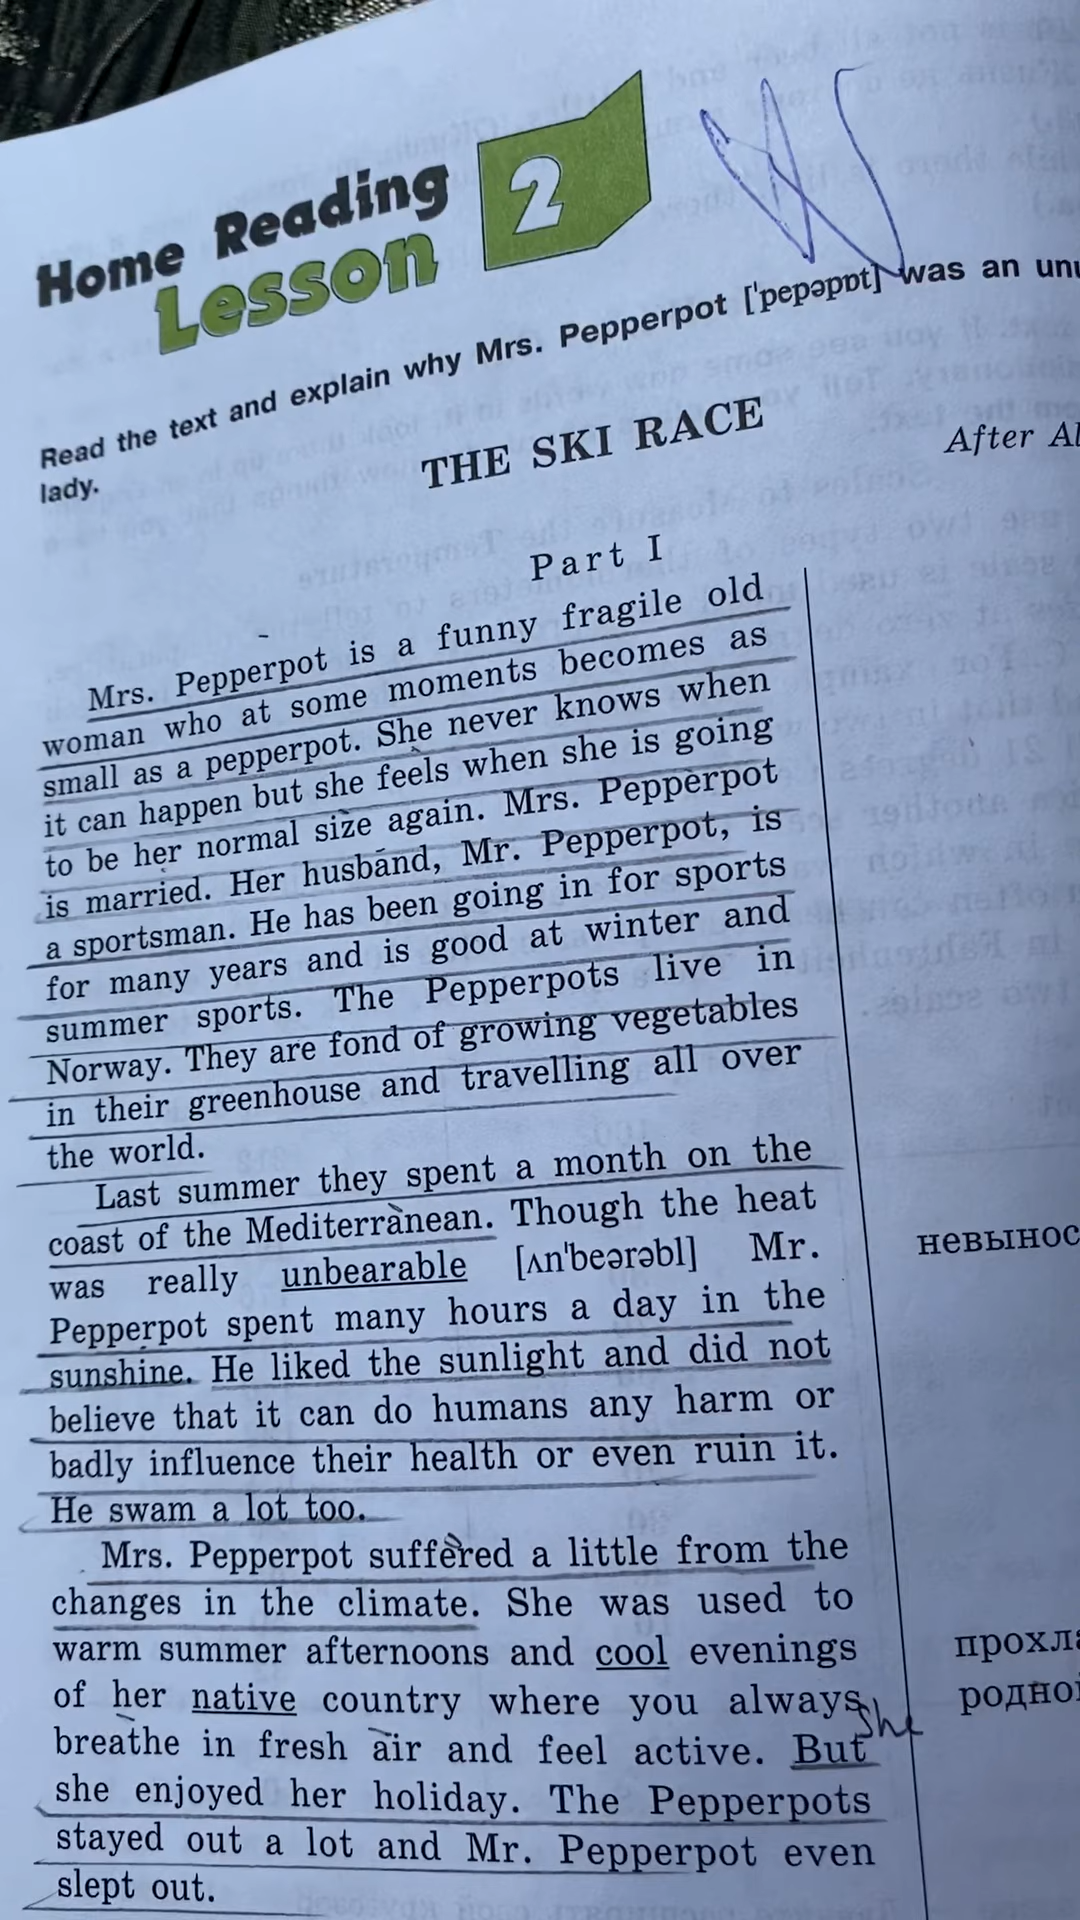 Home Reading
Lesson 2
Read the text and explain why Mrs. Pepperpot ['pepəpɒt] was an
lady.
THE SKI RACE
After
Part I
Mrs. Pepperpot is a funny fragile old
woman who at some moments becomes as
small as a pepperpot. She never knows when
it can happen but she feels when she is going
to be her normal size again. Mrs. Pepperpot
is married. Her husband, Mr. Pepperpot, is
a sportsman. He has been going in for sports
for many years and is good at winter and
summer sports. The Pepperpots live in
Norway. They are fond of growing vegetables
in their greenhouse and travelling all over
the world.
Last summer they spent a month on the
coast of the Mediterranean. Though the heat
was really unbearable [ʌn'beərəbl] Mr.
Pepperpot spent many hours a day in the
sunshine. He liked the sunlight and did not
believe that it can do humans any harm or
badly influence their health or even ruin it.
He swam a lot too.
Mrs. Pepperpot suffered a little from the
changes in the climate. She was used to
warm summer afternoons and cool evenings
of her native country where you always
she
breathe in fresh air and feel active. But
she enjoyed her holiday. The Pepperpots
stayed out a lot and Mr. Pepperpot even
slept out.